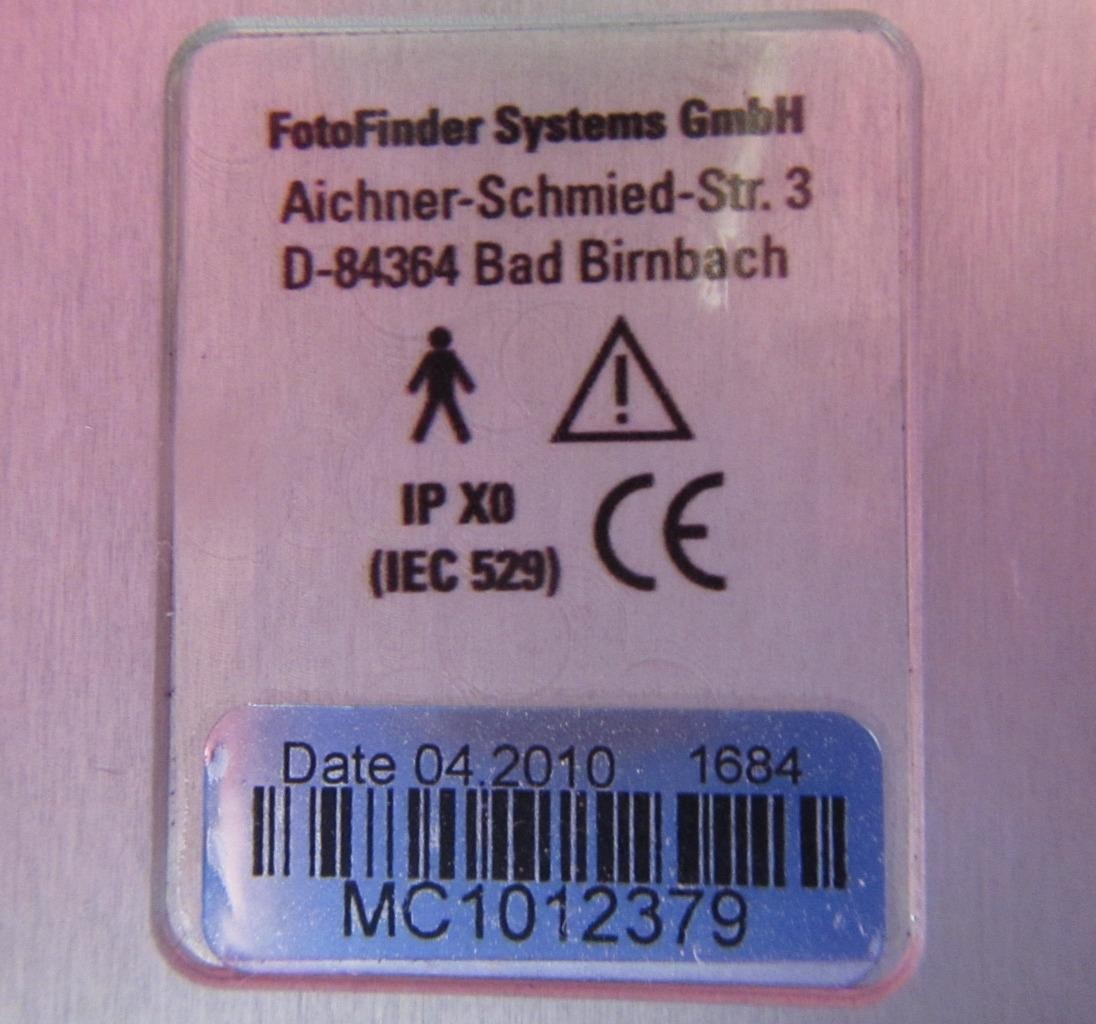 FotoFinder Systems GmbH
Aichner-Schmied-Str. 3
D-84364 Bad Birnbach
IP X0
(IEC 529)
CE
Date 04.2010 1684
MC1012379